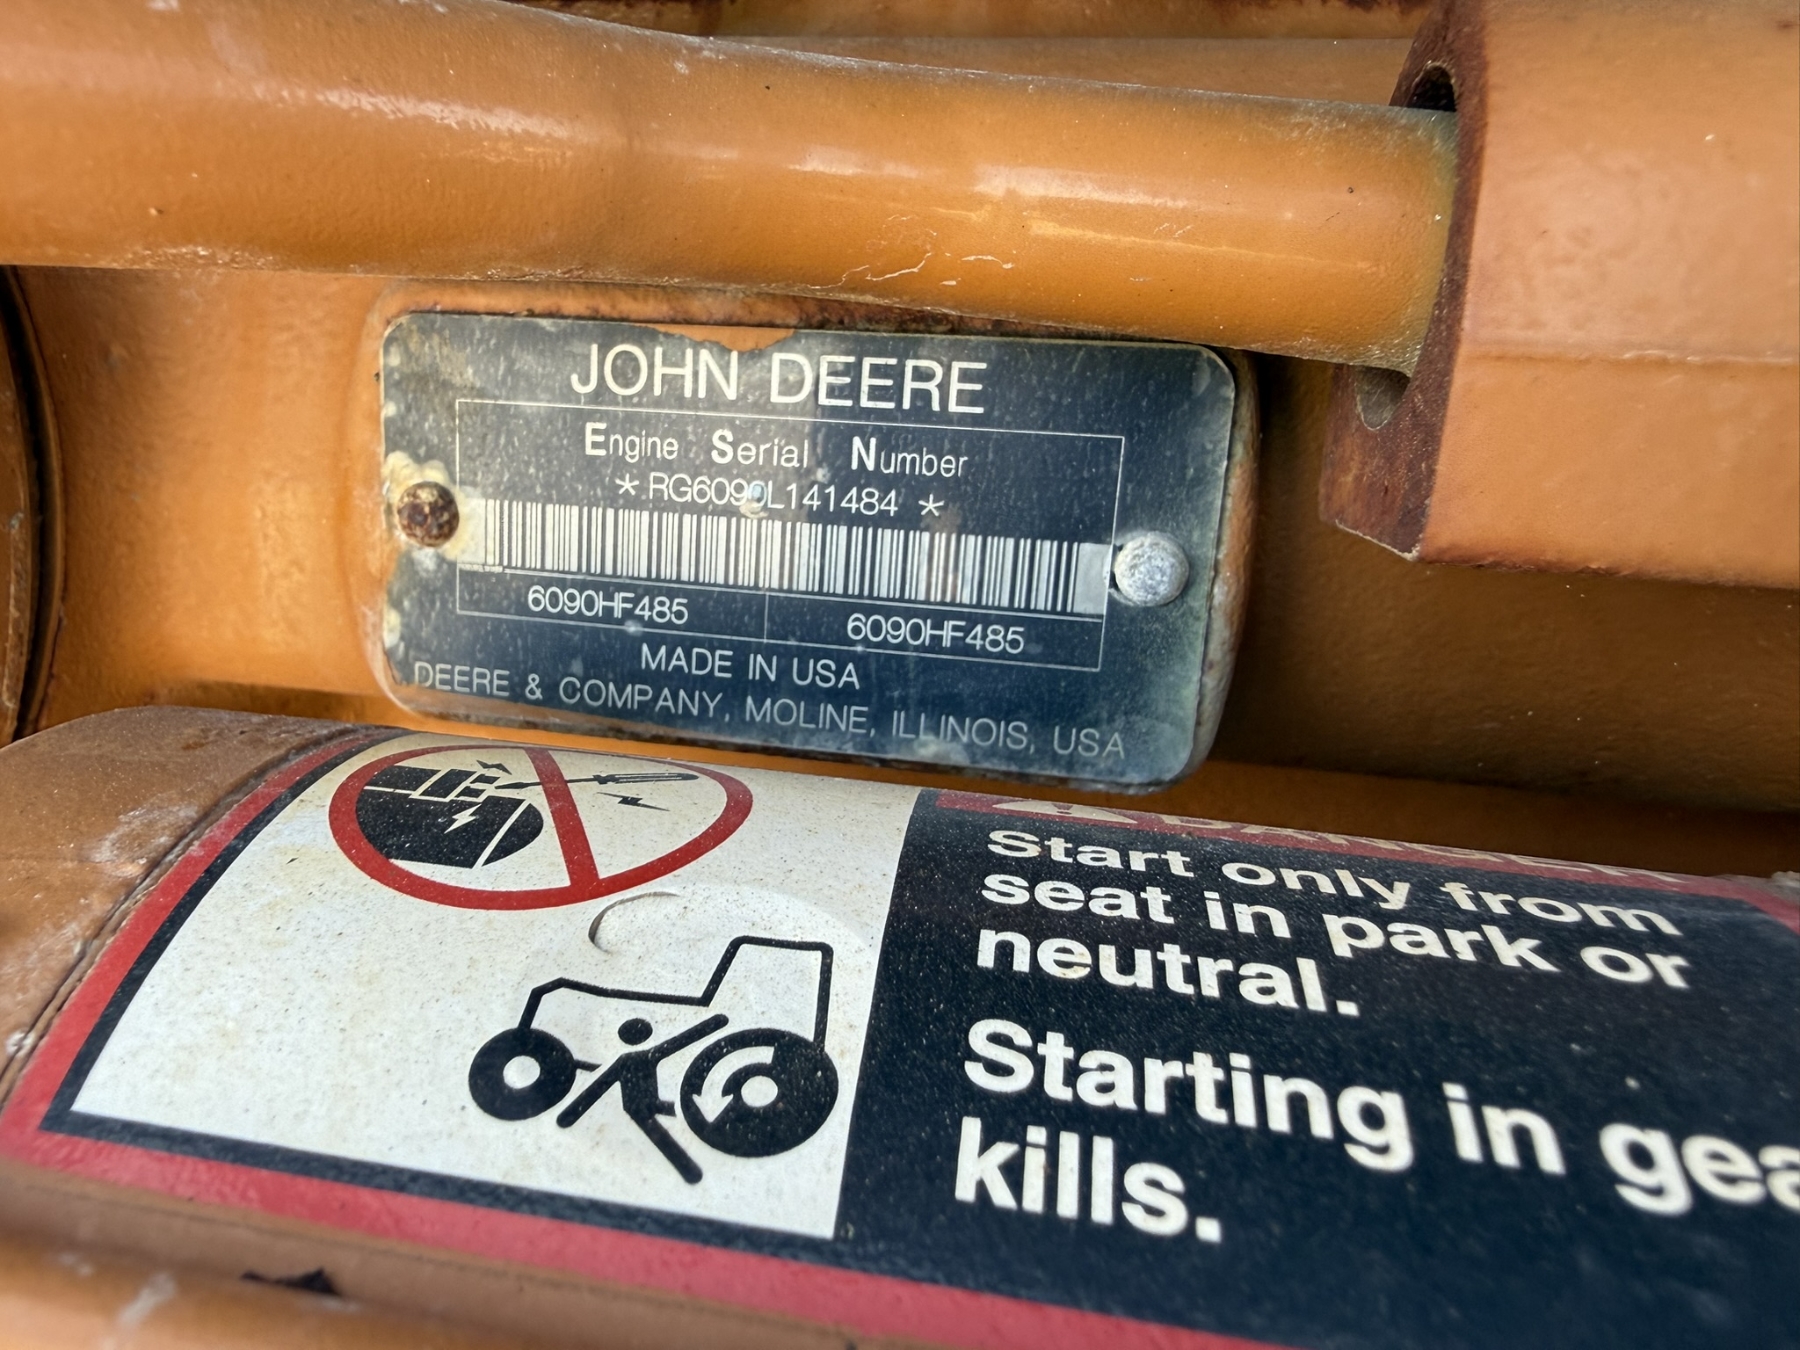 JOHN DEERE
Engine Serial Number
*RG6090L141484*
6090HF485 6090HF485
MADE IN USA
DEERE & COMPANY, MOLINE, ILLINOIS, USA
DANGER
Start only from
seat in park or
neutral.
Starting in gea
kills.